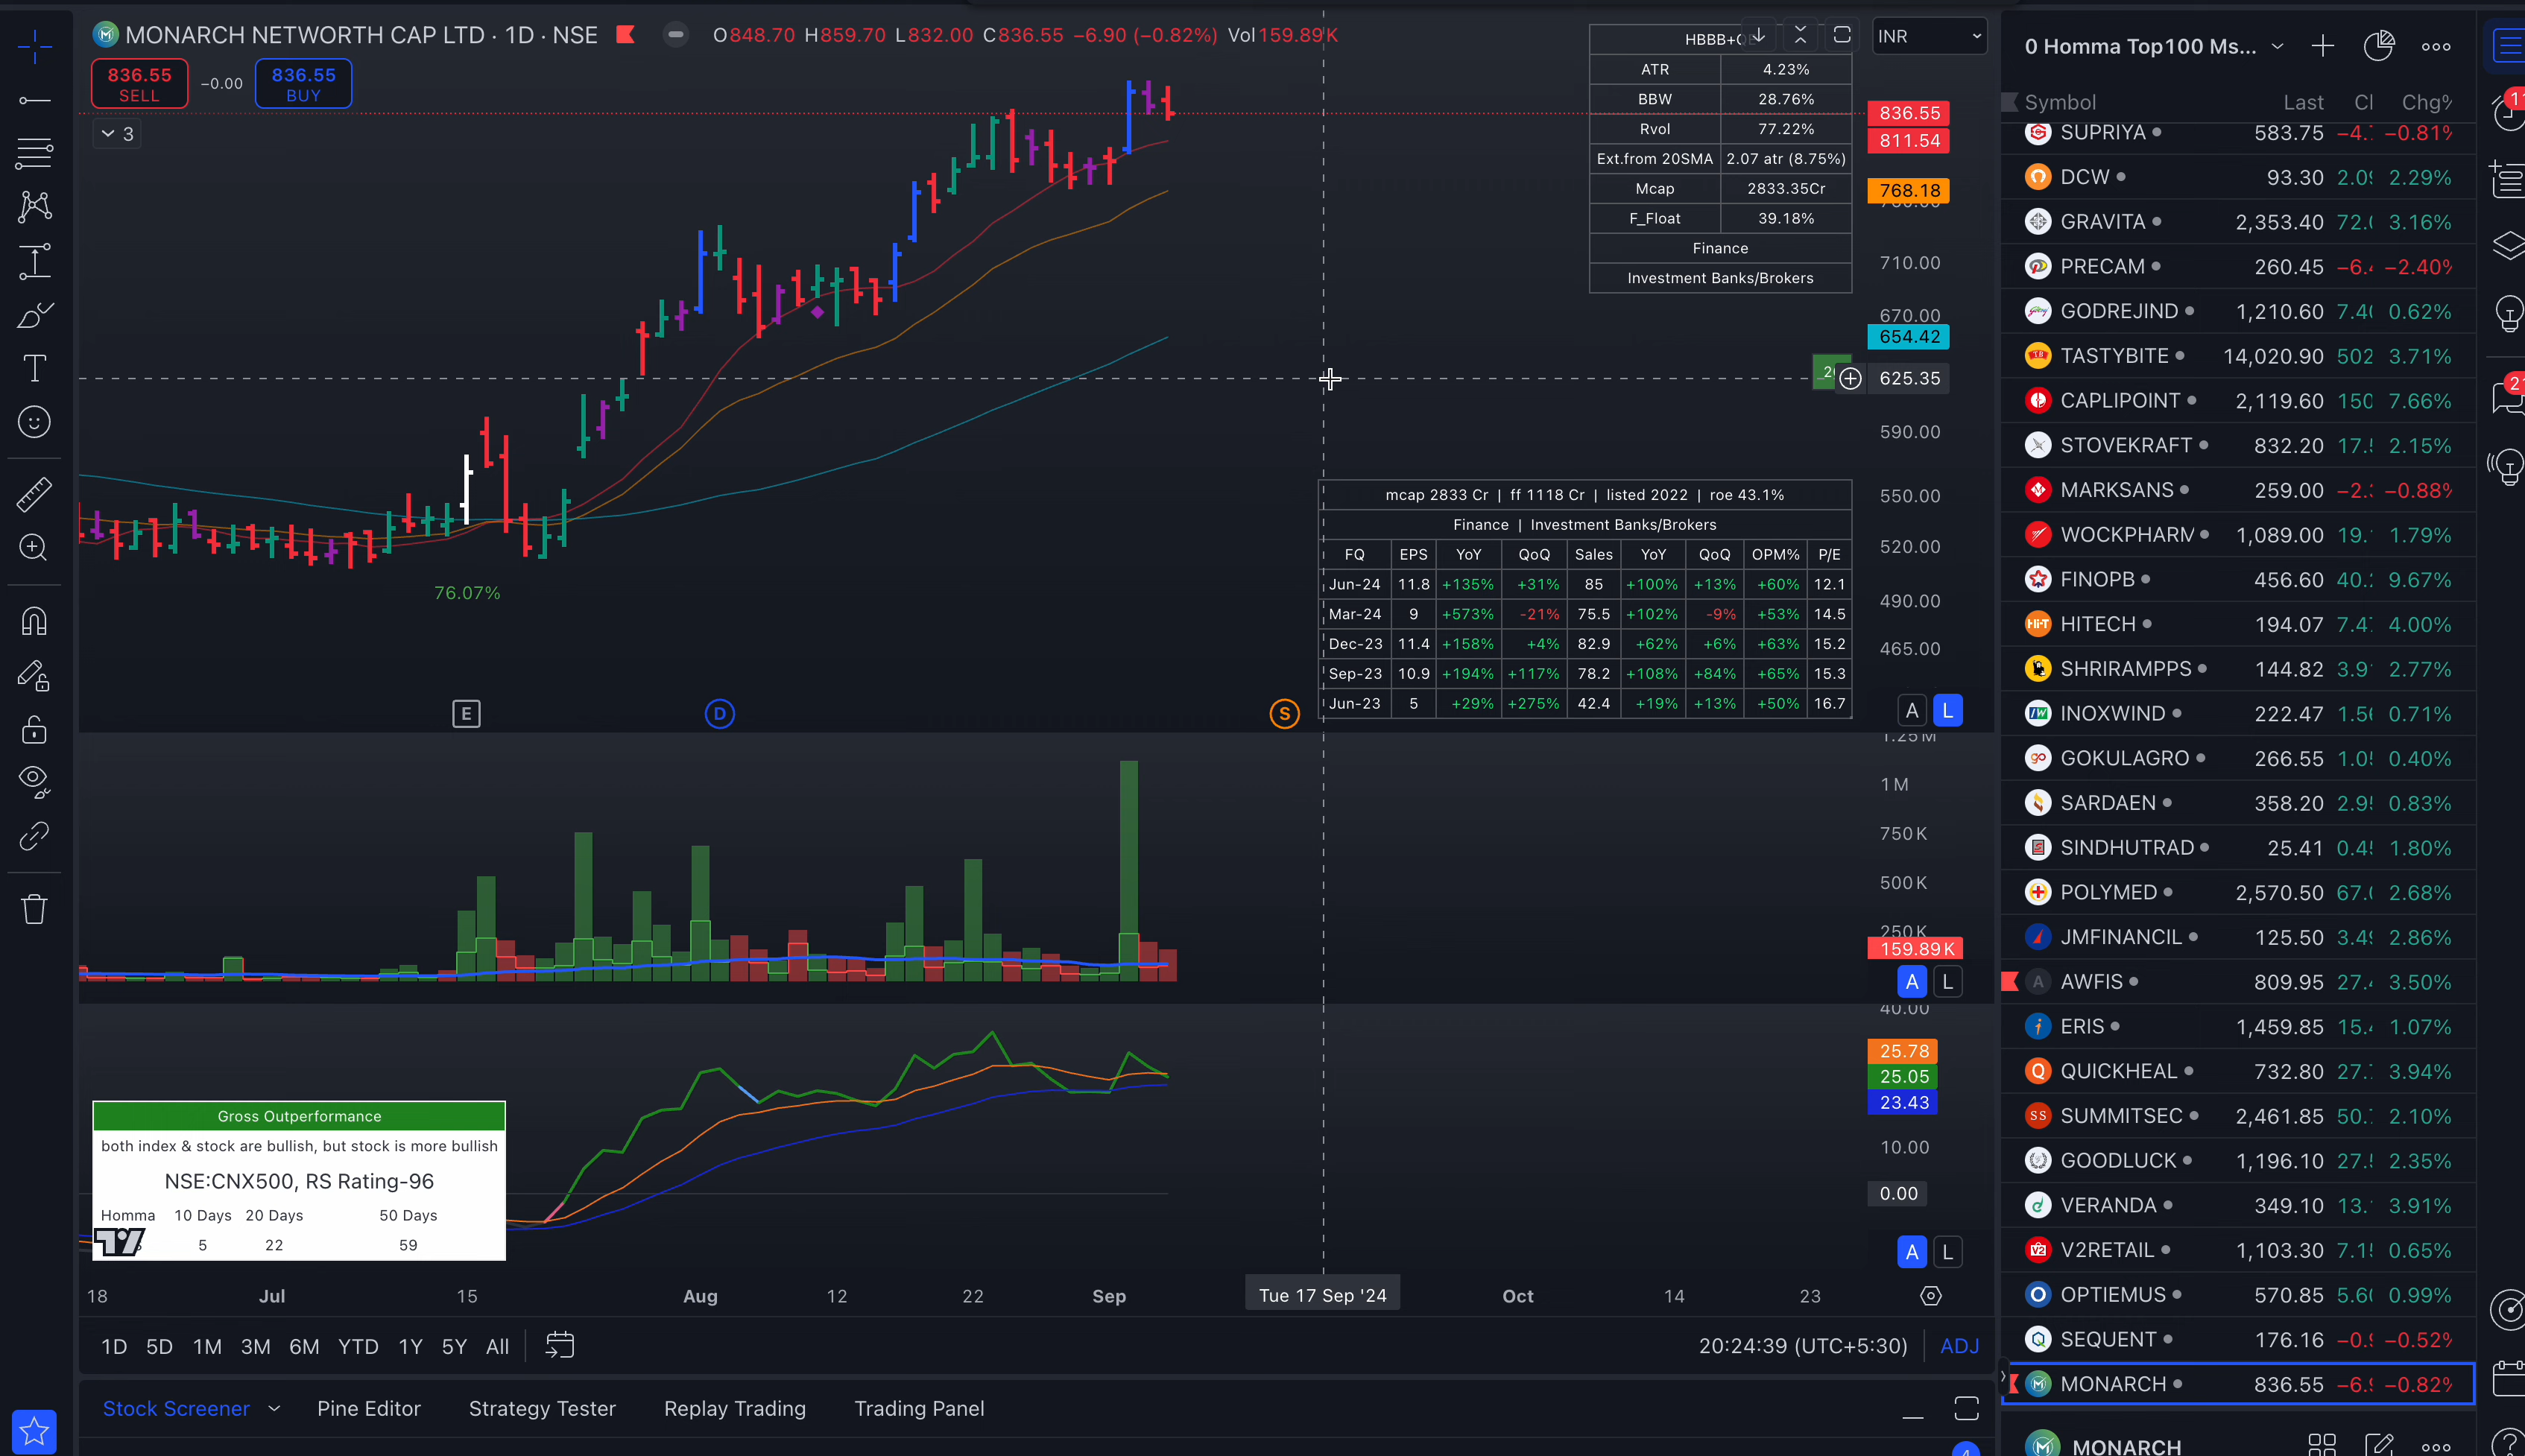 MONARCH NETWORTH CAP LTD · 1D · NSE O848.70 H859.70 L832.00 C836.55 −6.90 (−0.82%) Vol159.89K
836.55 SELL −0.00 836.55 BUY
3
INR
HBBB+
ATR 4.23%
BBW 28.76%
Rvol 77.22%
Ext.from 20SMA 2.07 atr (8.75%)
Mcap 2833.35Cr
F_Float 39.18%
Finance
Investment Banks/Brokers
836.55
811.54
768.18
710.00
670.00
654.42
625.35
590.00
550.00
520.00
490.00
465.00
76.07%
mcap 2833 Cr | ff 1118 Cr | listed 2022 | roe 43.1%
Finance | Investment Banks/Brokers
FQ EPS YoY QoQ Sales YoY QoQ OPM% P/E
Jun-24 11.8 +135% +31% 85 +100% +13% +60% 12.1
Mar-24 9 +573% -21% 75.5 +102% -9% +53% 14.5
Dec-23 11.4 +158% +4% 82.9 +62% +6% +63% 15.2
Sep-23 10.9 +194% +117% 78.2 +108% +84% +65% 15.3
Jun-23 5 +29% +275% 42.4 +19% +13% +50% 16.7
E D S
A L
1.25M
1M
750K
500K
250K
159.89K
A L
40.00
25.78
25.05
23.43
10.00
0.00
A L
Gross Outperformance
both index & stock are bullish, but stock is more bullish
NSE:CNX500, RS Rating-96
Homma 10 Days 20 Days 50 Days
5 22 59
18 Jul 15 Aug 12 22 Sep Tue 17 Sep '24 Oct 14 23
1D 5D 1M 3M 6M YTD 1Y 5Y All 20:24:39 (UTC+5:30) ADJ
Stock Screener Pine Editor Strategy Tester Replay Trading Trading Panel
0 Homma Top100 Ms...
Symbol Last Chg%
SUPRIYA 583.75 −0.81%
DCW 93.30 2.29%
GRAVITA 2,353.40 3.16%
PRECAM 260.45 −2.40%
GODREJIND 1,210.60 0.62%
TASTYBITE 14,020.90 502 3.71%
CAPLIPOINT 2,119.60 150 7.66%
STOVEKRAFT 832.20 2.15%
MARKSANS 259.00 −0.88%
WOCKPHARM 1,089.00 1.79%
FINOPB 456.60 9.67%
HITECH 194.07 4.00%
SHRIRAMPPS 144.82 2.77%
INOXWIND 222.47 0.71%
GOKULAGRO 266.55 0.40%
SARDAEN 358.20 0.83%
SINDHUTRAD 25.41 1.80%
POLYMED 2,570.50 2.68%
JMFINANCIL 125.50 2.86%
AWFIS 809.95 3.50%
ERIS 1,459.85 1.07%
QUICKHEAL 732.80 3.94%
SUMMITSEC 2,461.85 2.10%
GOODLUCK 1,196.10 2.35%
VERANDA 349.10 3.91%
V2RETAIL 1,103.30 0.65%
OPTIEMUS 570.85 0.99%
SEQUENT 176.16 −0.52%
MONARCH 836.55 −0.82%
MONARCH